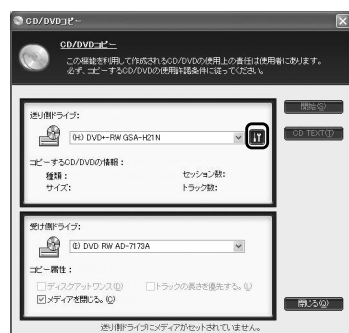 CD/DVDコピー
CD/DVDコピー
この機能を利用して作成されるCD/DVDの使用上の責任は使用者にあります。
必ず、コピーするCD/DVDの使用許諾条件に従ってください。
開始(S)
送り側ドライブ:
(H:) DVD+-RW GSA-H21N
CD TEXT(T)
コピーするCD/DVDの情報:
種類:
セッション数:
サイズ:
トラック数:
受け側ドライブ:
(I:) DVD RW AD-7173A
コピー属性:
ディスクアットワンス(D)
トラックの長さを優先する。(L)
メディアを閉じる。(C)
閉じる(O)
送り側ドライブにメディアがセットされていません。